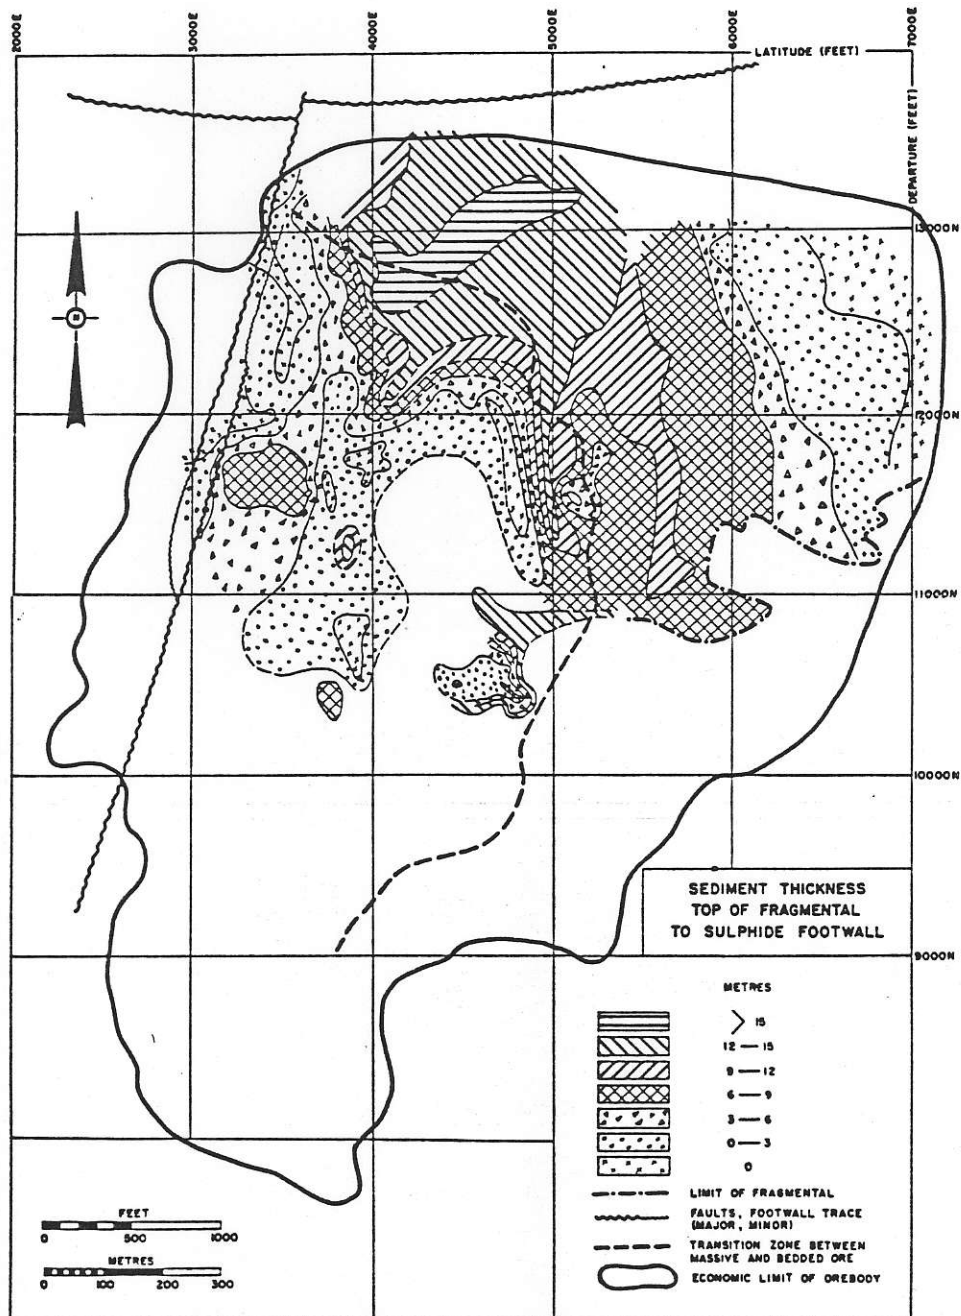 2000E
3000E
4000E
5000E
6000E
7000E
LATITUDE (FEET)
DEPARTURE (FEET)
13000N
12000N
11000N
10000N
9000N
SEDIMENT THICKNESS
TOP OF FRAGMENTAL
TO SULPHIDE FOOTWALL
METRES
> 15
12 — 15
9 — 12
6 — 9
3 — 6
0 — 3
0
LIMIT OF FRAGMENTAL
FAULTS, FOOTWALL TRACE
(MAJOR, MINOR)
TRANSITION ZONE BETWEEN
MASSIVE AND BEDDED ORE
ECONOMIC LIMIT OF OREBODY
FEET
0 500 1000
METRES
0 100 200 300